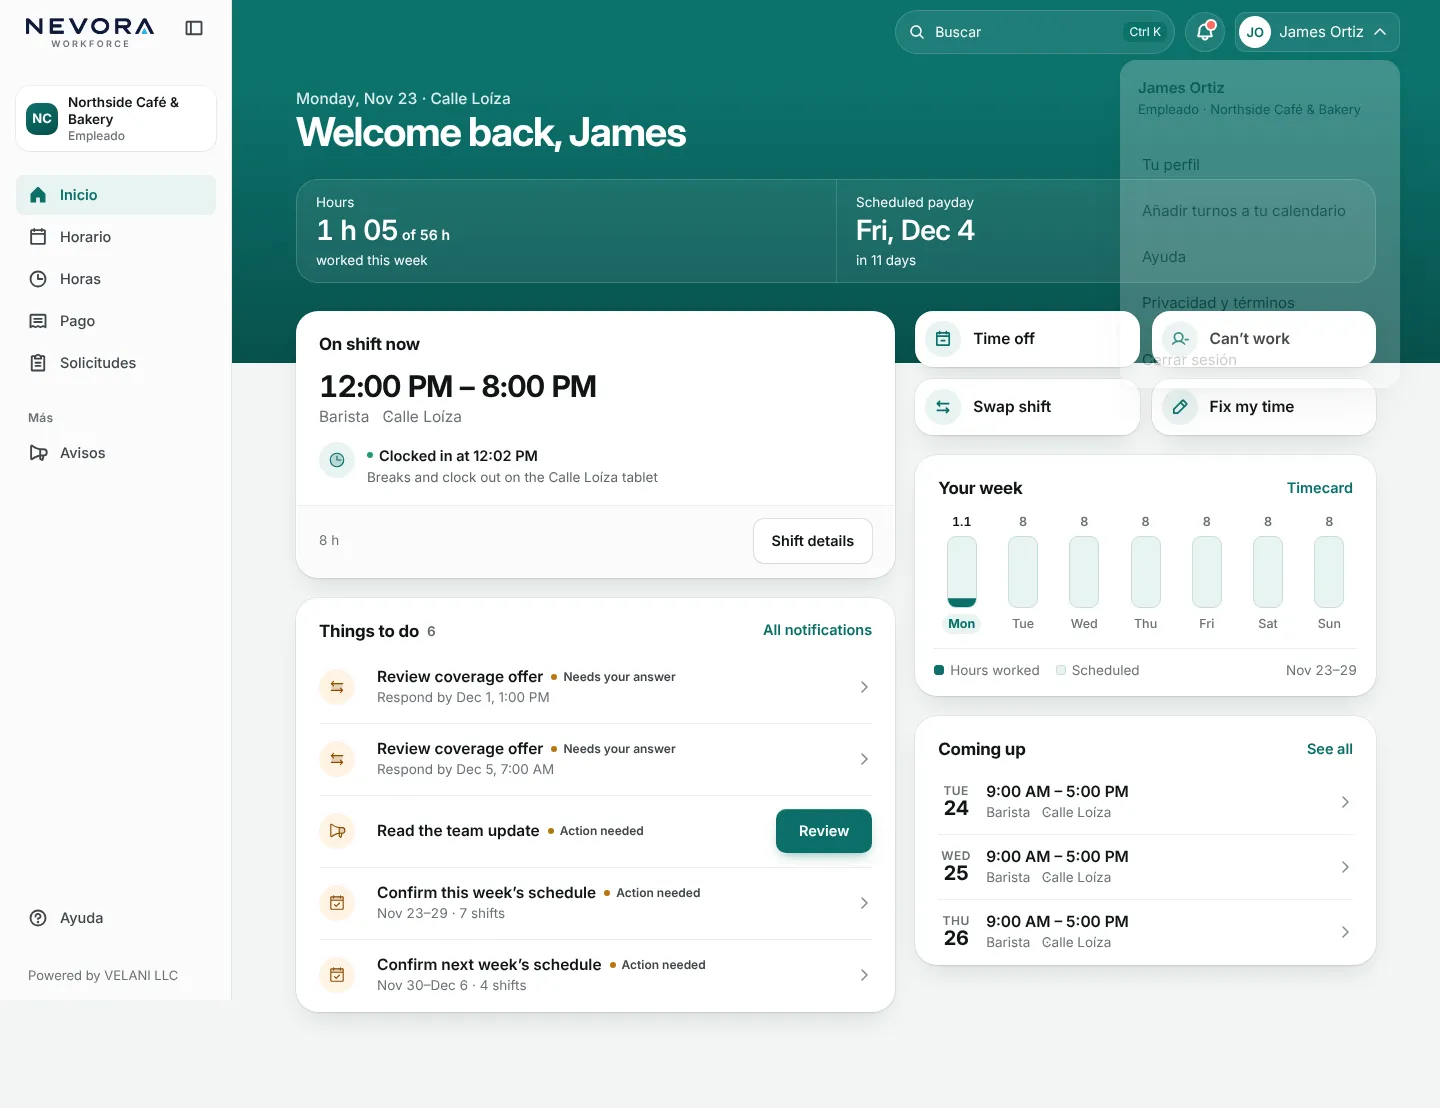 NEVORA
WORKFORCE
Northside Café &
Bakery
Empleado
NC
Inicio
Horario
Horas
Pago
Solicitudes
Más
Avisos
Ayuda
Powered by VELANI LLC
Buscar
Ctrl K
JO
James Ortiz
James Ortiz
Empleado · Northside Café & Bakery
Tu perfil
Añadir turnos a tu calendario
Ayuda
Privacidad y términos
Cerrar sesión
Monday, Nov 23 · Calle Loíza
Welcome back, James
Hours
1 h 05 of 56 h
worked this week
Scheduled payday
Fri, Dec 4
in 11 days
On shift now
12:00 PM – 8:00 PM
Barista Calle Loíza
Clocked in at 12:02 PM
Breaks and clock out on the Calle Loíza tablet
8 h
Shift details
Time off
Can’t work
Swap shift
Fix my time
Things to do 6
All notifications
Review coverage offer Needs your answer
Respond by Dec 1, 1:00 PM
Review coverage offer Needs your answer
Respond by Dec 5, 7:00 AM
Read the team update Action needed
Review
Confirm this week’s schedule Action needed
Nov 23–29 · 7 shifts
Confirm next week’s schedule Action needed
Nov 30–Dec 6 · 4 shifts
Your week
Timecard
1.1 8 8 8 8 8 8
Mon Tue Wed Thu Fri Sat Sun
Hours worked Scheduled Nov 23–29
Coming up
See all
TUE
24
9:00 AM – 5:00 PM
Barista Calle Loíza
WED
25
9:00 AM – 5:00 PM
Barista Calle Loíza
THU
26
9:00 AM – 5:00 PM
Barista Calle Loíza